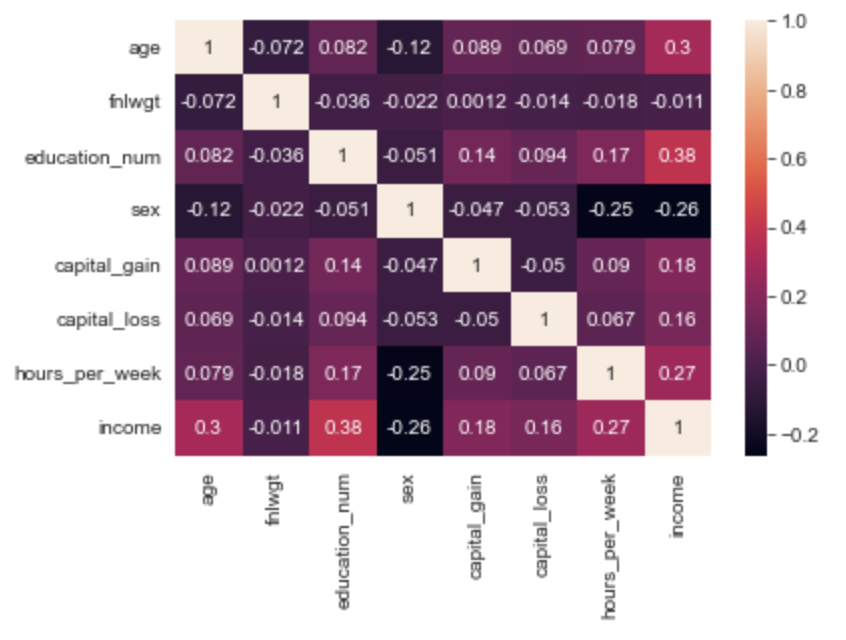 age 1 -0.072 0.082 -0.12 0.089 0.069 0.079 0.3
fnlwgt -0.072 1 -0.036 -0.022 0.0012 -0.014 -0.018 -0.011
education_num 0.082 -0.036 1 -0.051 0.14 0.094 0.17 0.38
sex -0.12 -0.022 -0.051 1 -0.047 -0.053 -0.25 -0.26
capital_gain 0.089 0.0012 0.14 -0.047 1 -0.05 0.09 0.18
capital_loss 0.069 -0.014 0.094 -0.053 -0.05 1 0.067 0.16
hours_per_week 0.079 -0.018 0.17 -0.25 0.09 0.067 1 0.27
income 0.3 -0.011 0.38 -0.26 0.18 0.16 0.27 1
age
fnlwgt
education_num
sex
capital_gain
capital_loss
hours_per_week
income
1.0
0.8
0.6
0.4
0.2
0.0
−0.2